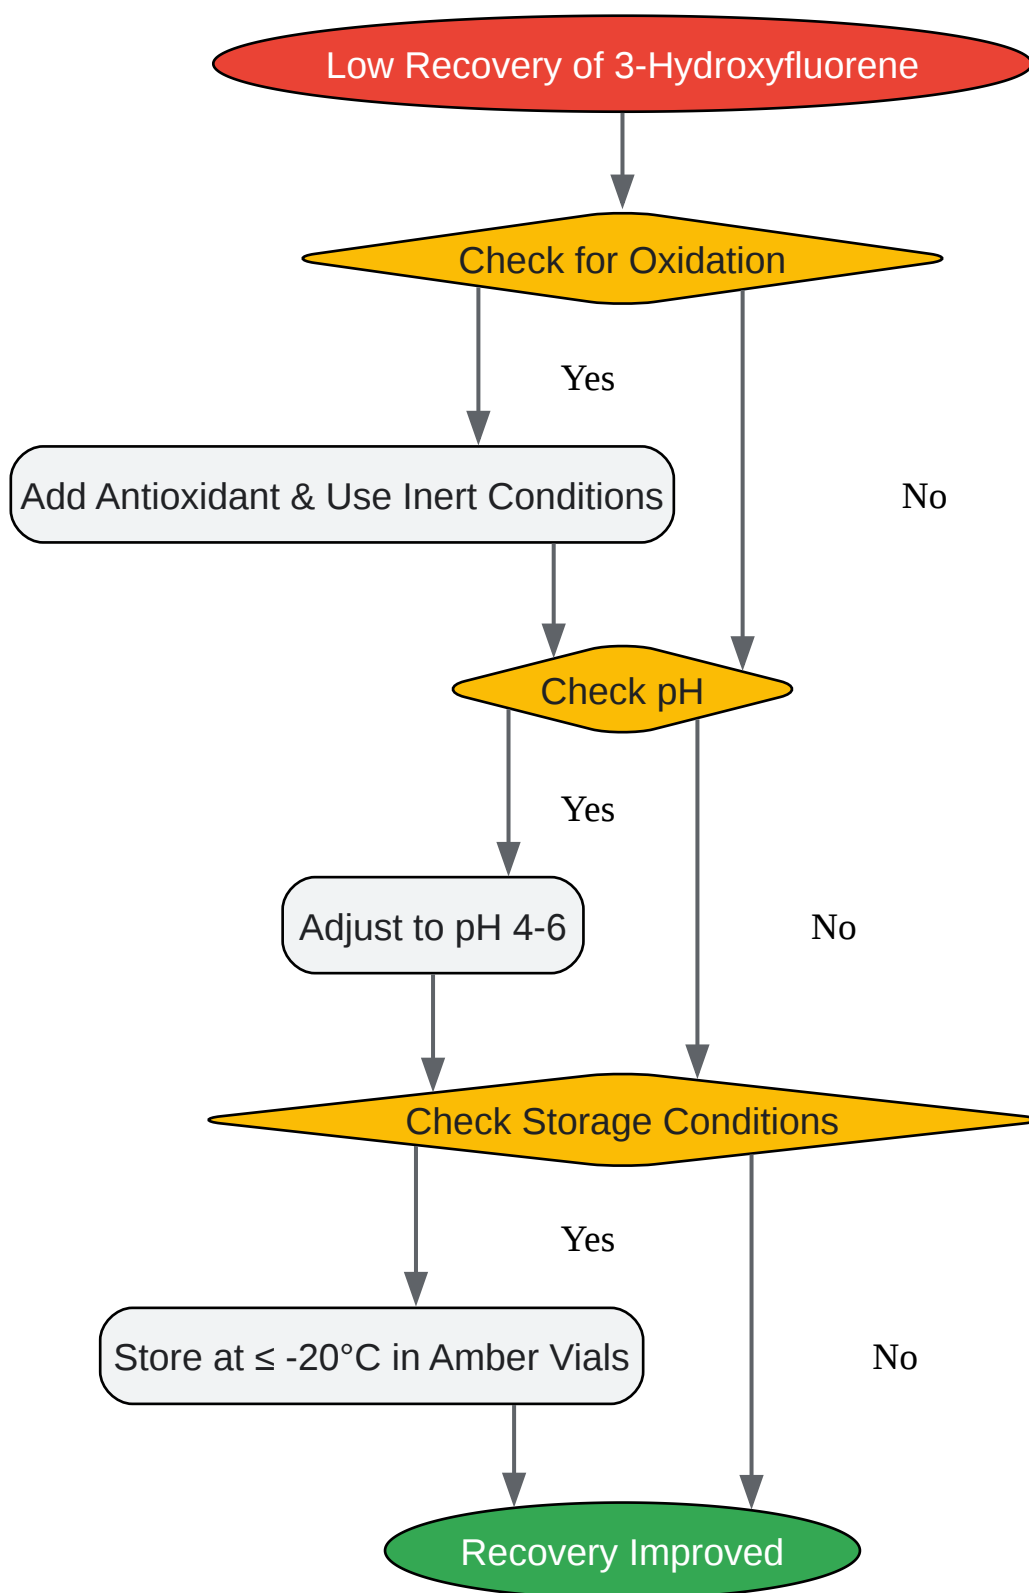 Low Recovery of 3-Hydroxyfluorene
Check for Oxidation
Yes
Add Antioxidant & Use Inert Conditions
No
Check pH
Yes
Adjust to pH 4-6
No
Check Storage Conditions
Yes
Store at ≤ -20°C in Amber Vials
No
Recovery Improved